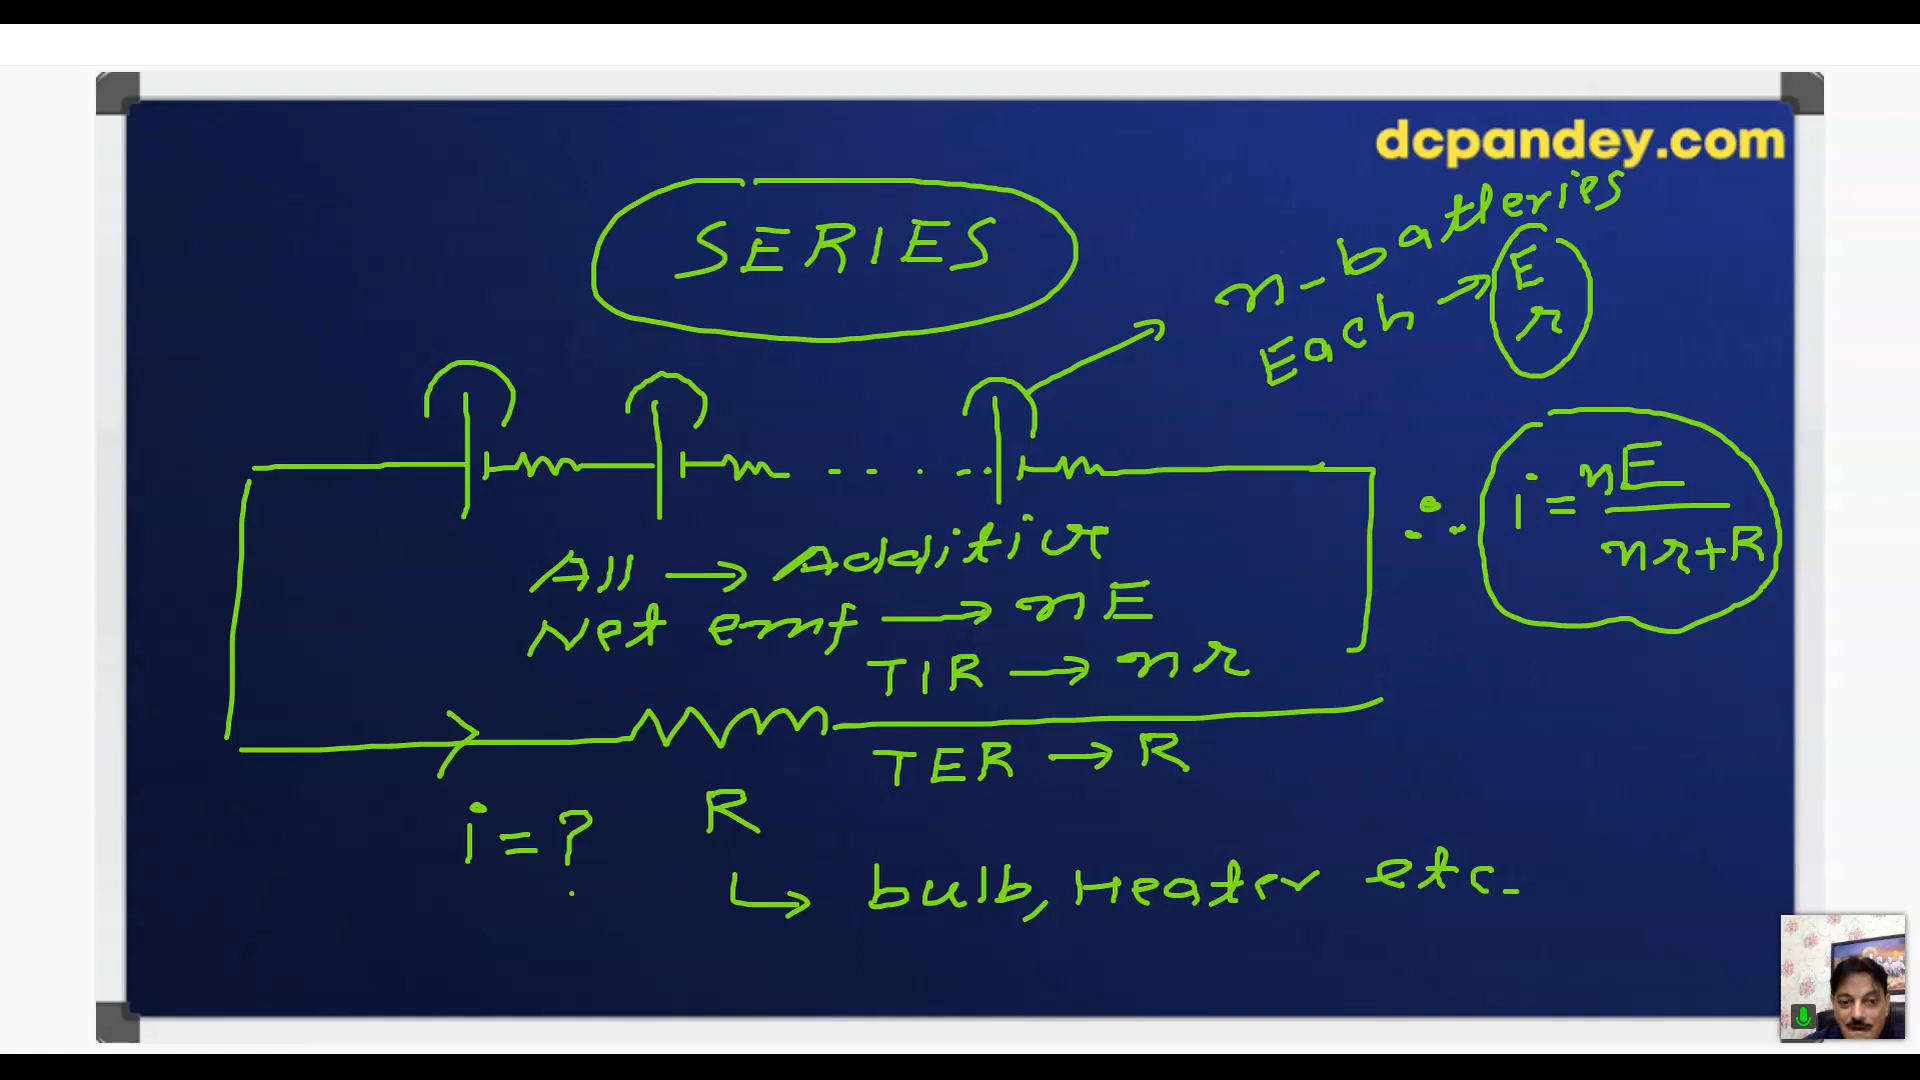 dcpandey.com
SERIES
n-batteries
Each → E
r
i = nE
nr+R
All → Additive
Net emf → nE
TIR → nr
TER → R
i = ?
R
bulb, Heater etc.